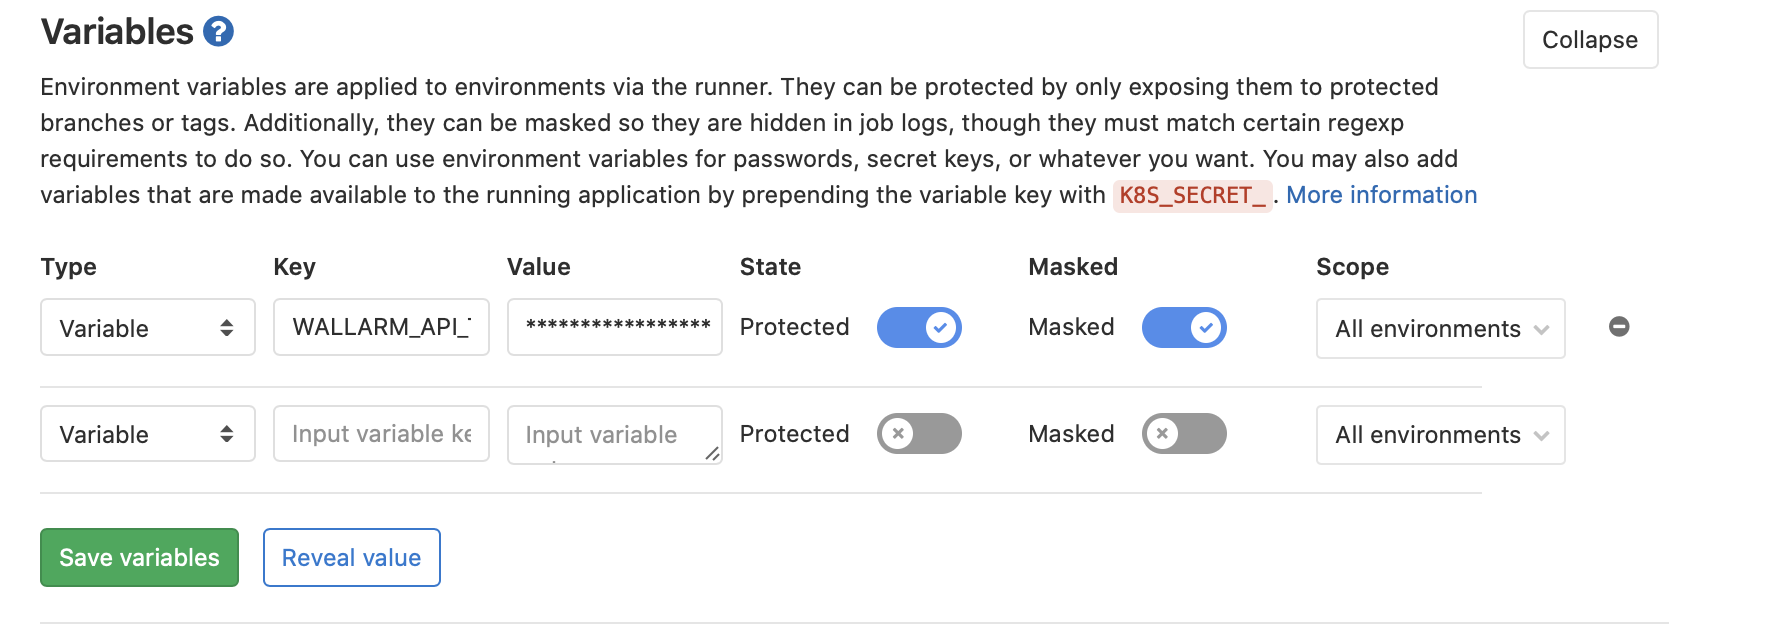 Variables ?
Collapse
Environment variables are applied to environments via the runner. They can be protected by only exposing them to protected
branches or tags. Additionally, they can be masked so they are hidden in job logs, though they must match certain regexp
requirements to do so. You can use environment variables for passwords, secret keys, or whatever you want. You may also add
variables that are made available to the running application by prepending the variable key with K8S_SECRET_. More information
Type Key Value State Masked Scope
Variable WALLARM_API_ ***************** Protected Masked All environments
Variable Input variable ke Input variable Protected Masked All environments
Save variables Reveal value